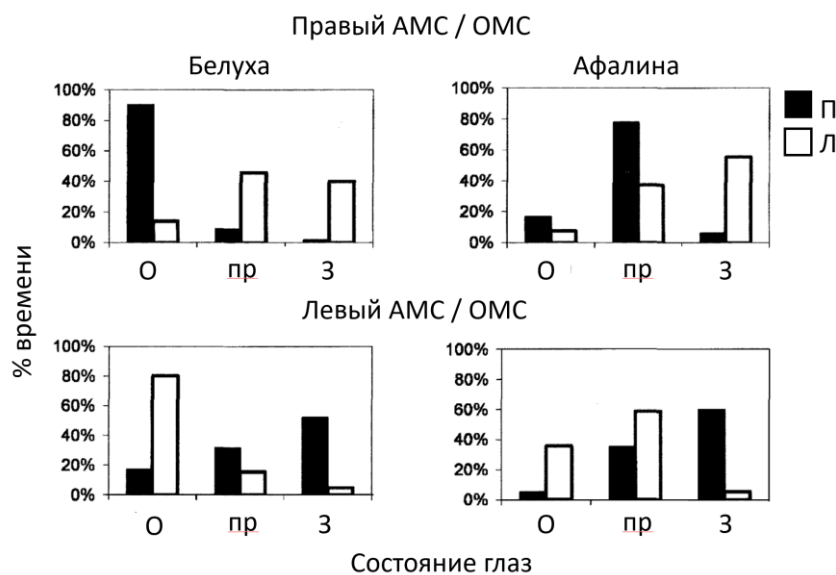 Правый АМС / ОМС
Белуха
Афалина
100%
80%
60%
40%
20%
0%
О пр З
100%
80%
60%
40%
20%
0%
О пр З
П
Л
% времени
Левый АМС / ОМС
100%
80%
60%
40%
20%
0%
О пр З
100%
80%
60%
40%
20%
0%
О пр З
Состояние глаз